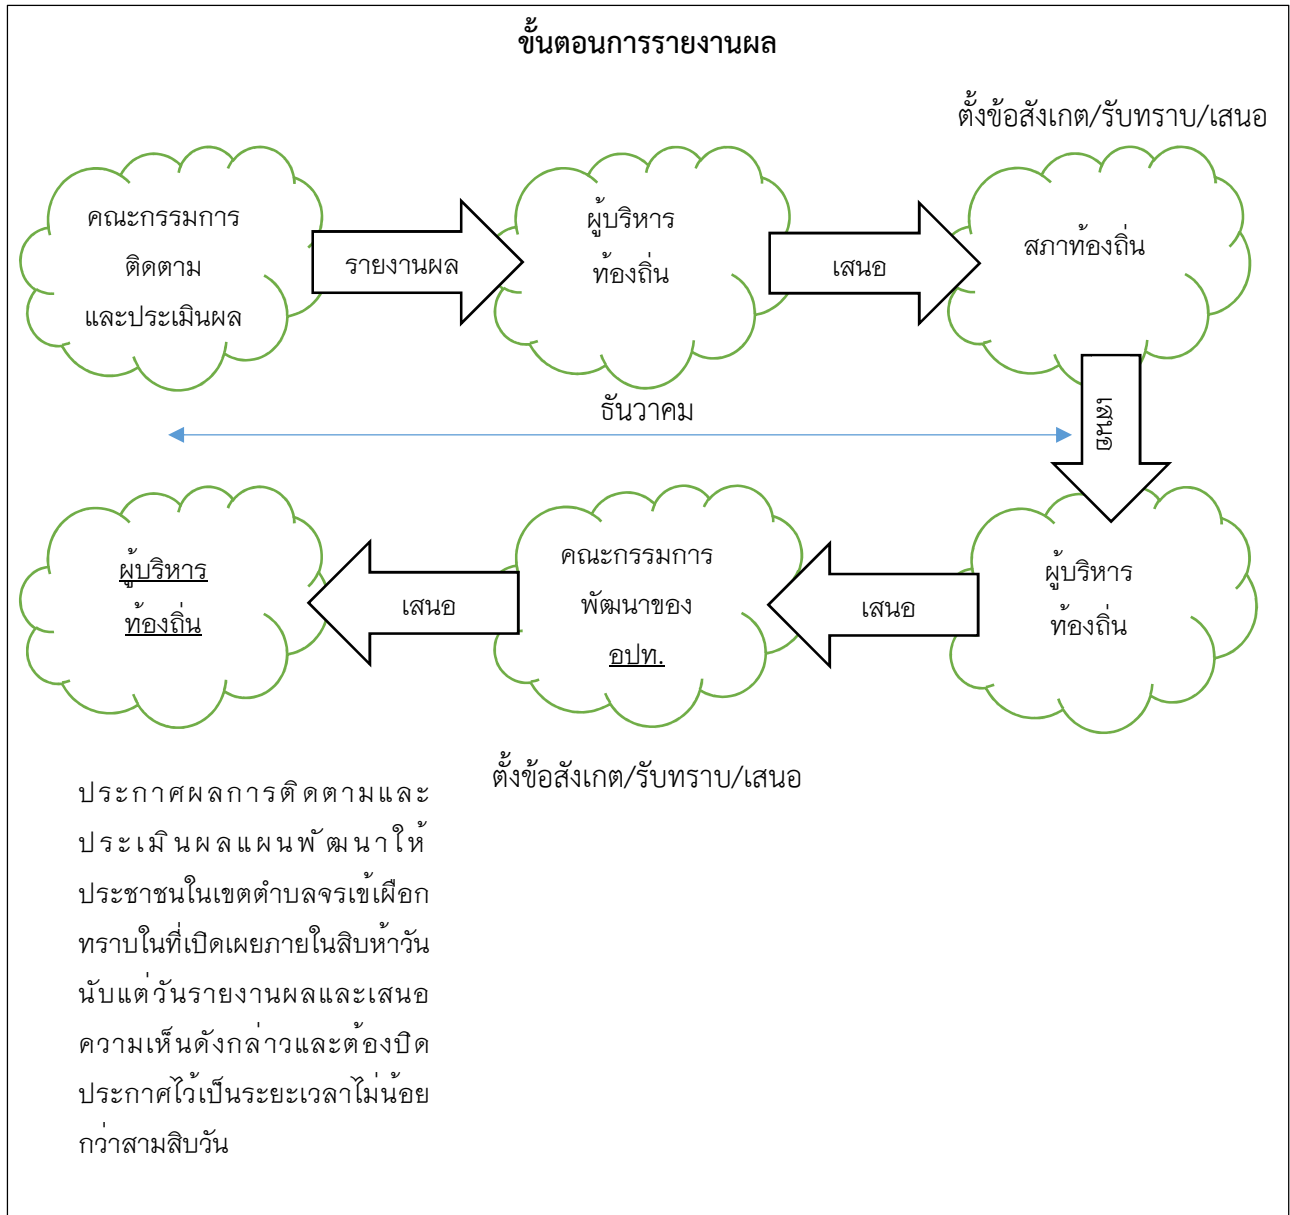 ขั้นตอนการรายงานผล
ตั้งข้อสังเกต/รับทราบ/เสนอ
คณะกรรมการ
ติดตาม
และประเมินผล
รายงานผล
ผู้บริหาร
ท้องถิ่น
เสนอ
สภาท้องถิ่น
เสนอ
ธันวาคม
ผู้บริหาร
ท้องถิ่น
เสนอ
คณะกรรมการ
พัฒนาของ
อปท.
เสนอ
ผู้บริหาร
ท้องถิ่น
ตั้งข้อสังเกต/รับทราบ/เสนอ
ประกาศผลการติดตามและ
ประเมินผลแผนพัฒนาให้
ประชาชนในเขตตำบลจรเข้เผือก
ทราบในที่เปิดเผยภายในสิบห้าวัน
นับแต่วันรายงานผลและเสนอ
ความเห็นดังกล่าวและต้องปิด
ประกาศไว้เป็นระยะเวลาไม่น้อย
กว่าสามสิบวัน